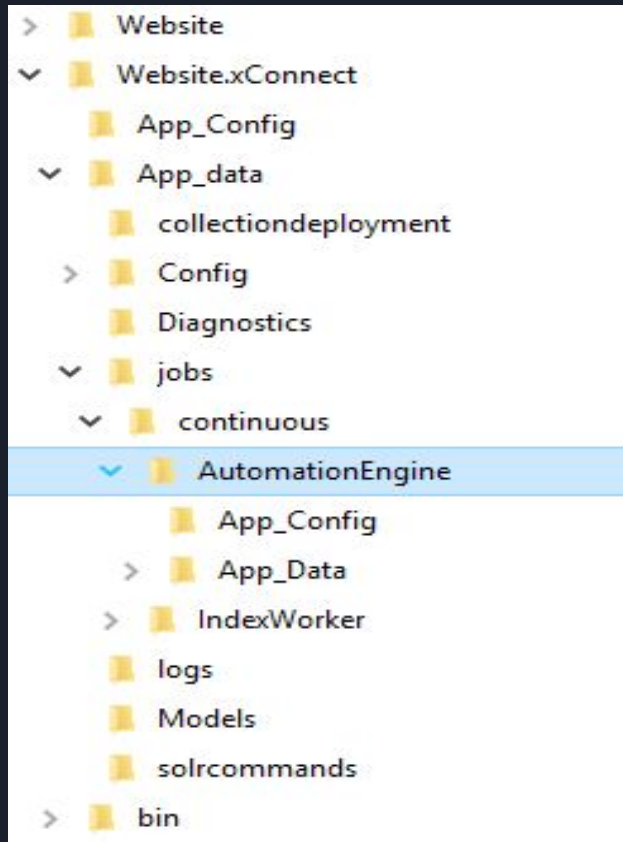 Website
Website.xConnect
App_Config
App_data
collectiondeployment
Config
Diagnostics
jobs
continuous
AutomationEngine
App_Config
App_Data
IndexWorker
logs
Models
solrcommands
bin